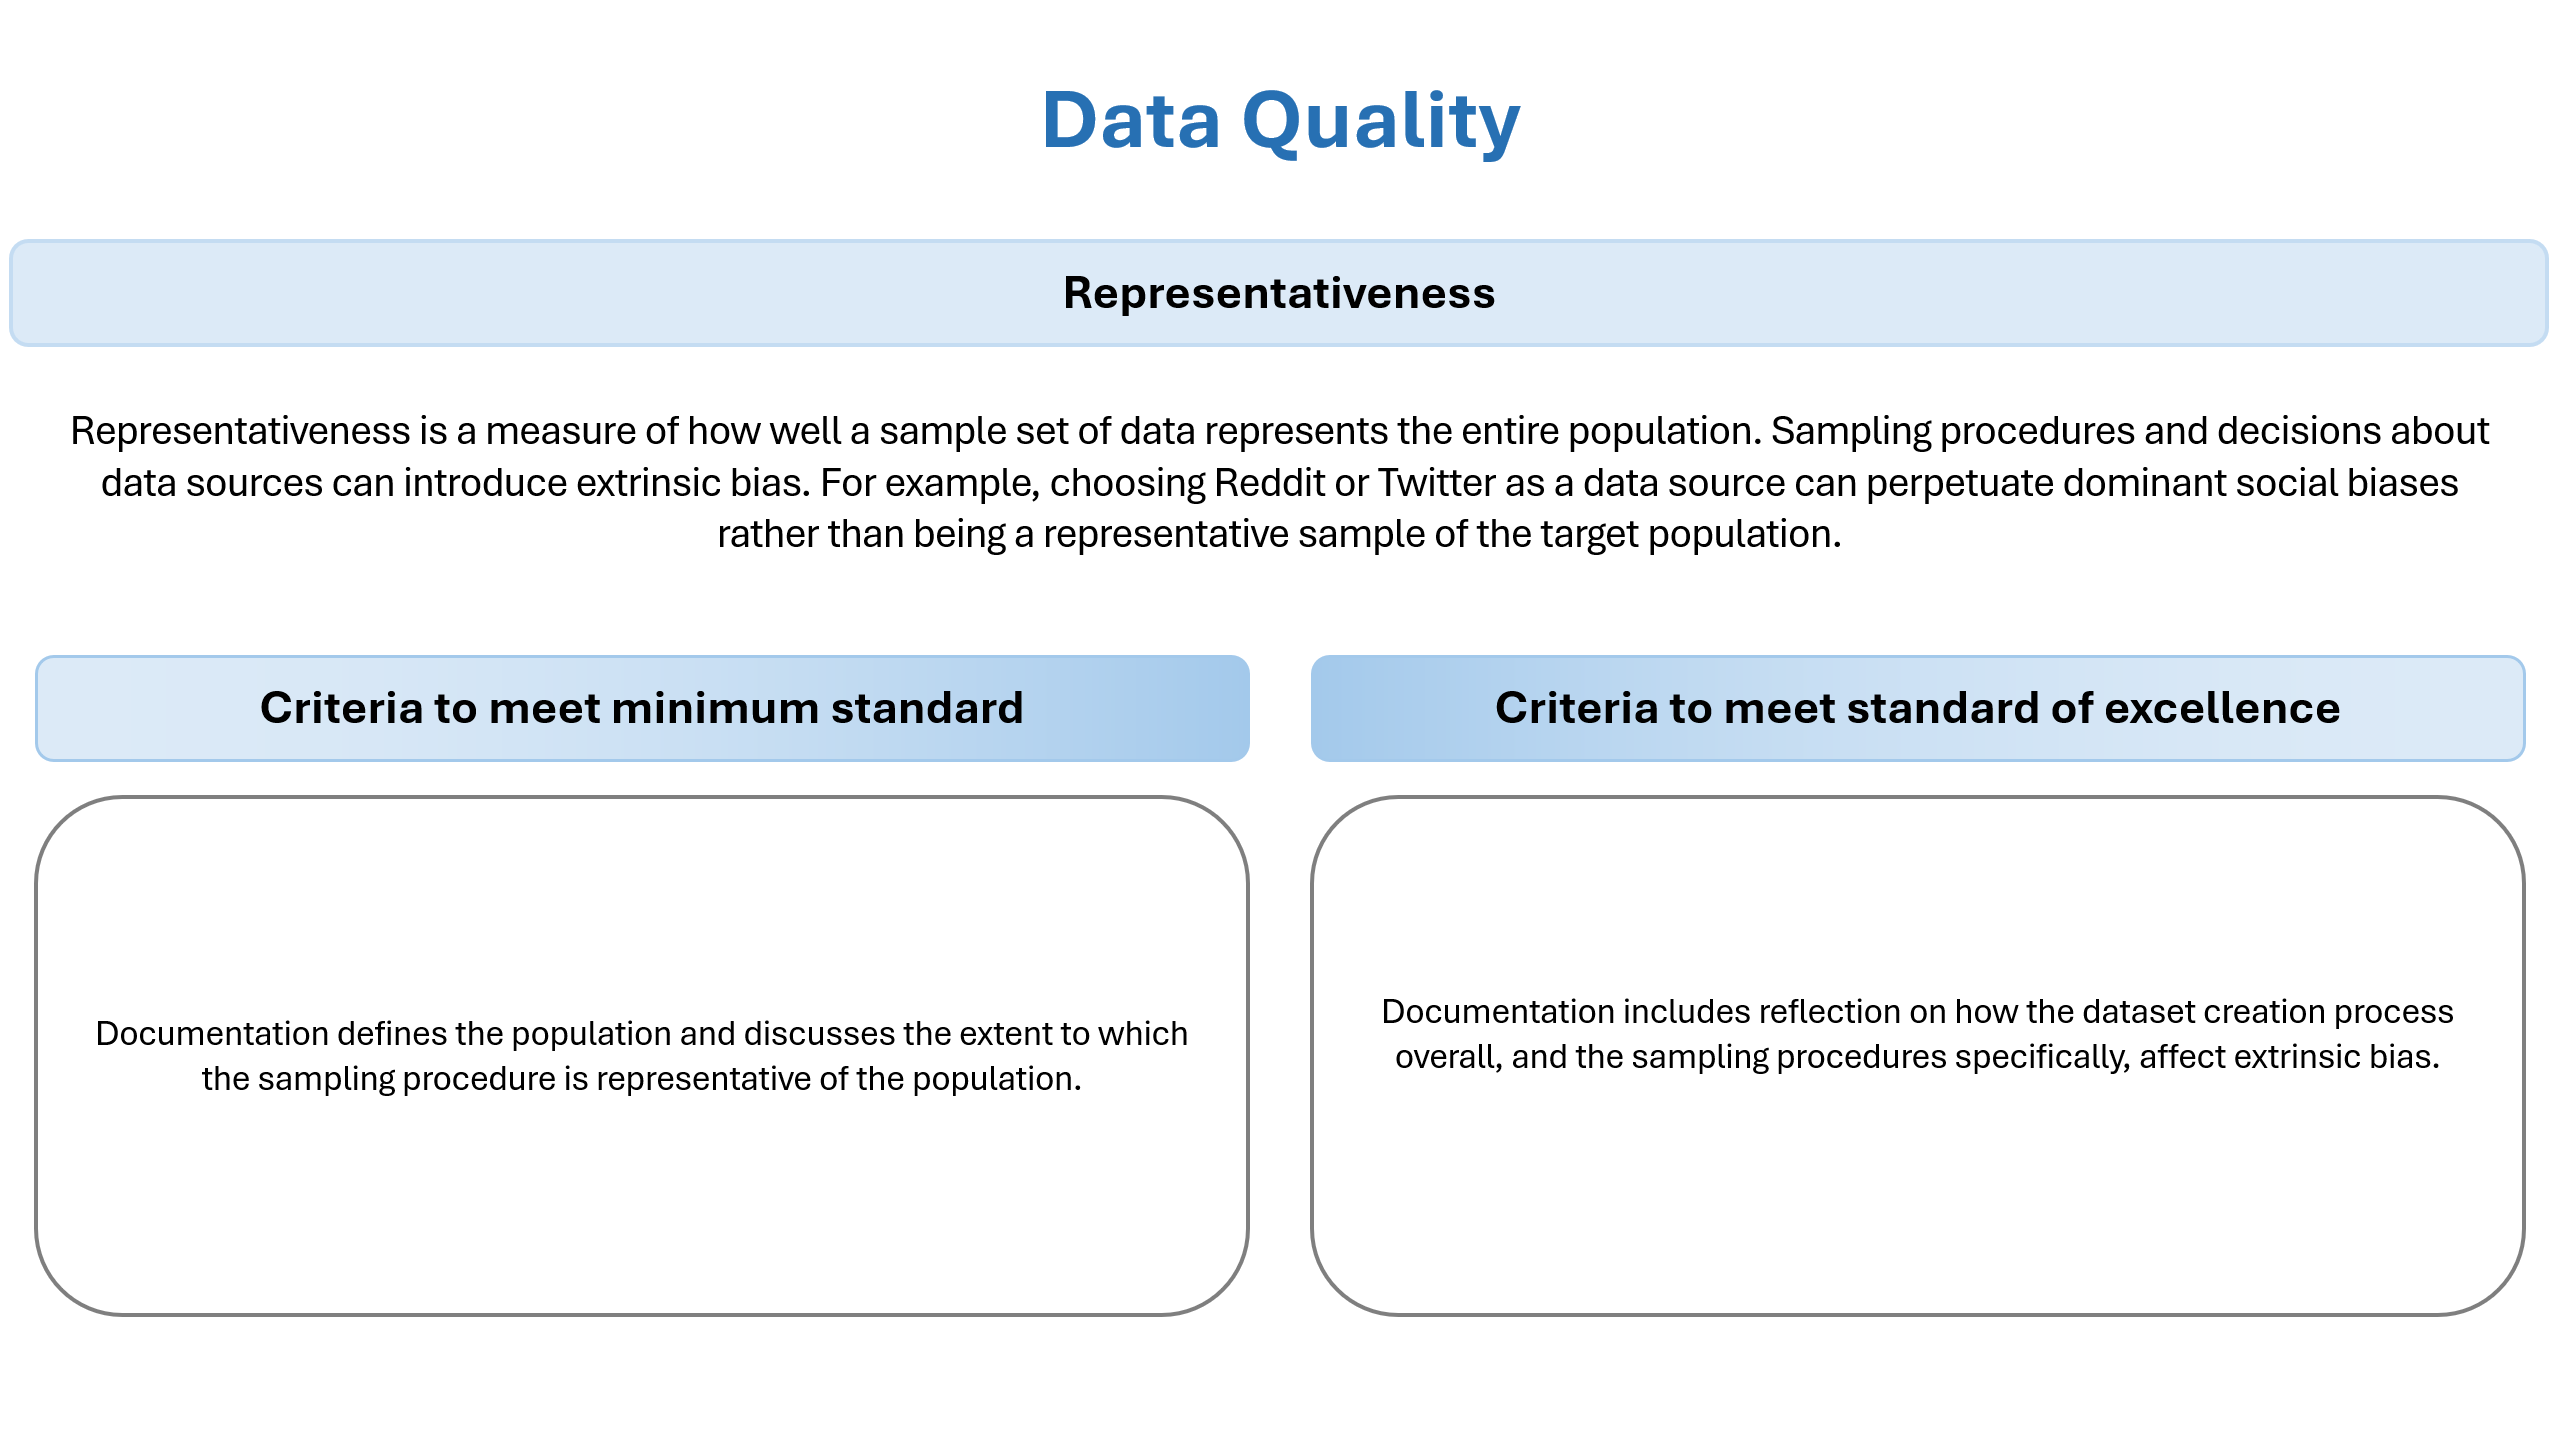 Data Quality
Representativeness
Representativeness is a measure of how well a sample set of data represents the entire population. Sampling procedures and decisions about
data sources can introduce extrinsic bias. For example, choosing Reddit or Twitter as a data source can perpetuate dominant social biases
rather than being a representative sample of the target population.
Criteria to meet minimum standard
Documentation defines the population and discusses the extent to which
the sampling procedure is representative of the population.
Criteria to meet standard of excellence
Documentation includes reflection on how the dataset creation process
overall, and the sampling procedures specifically, affect extrinsic bias.